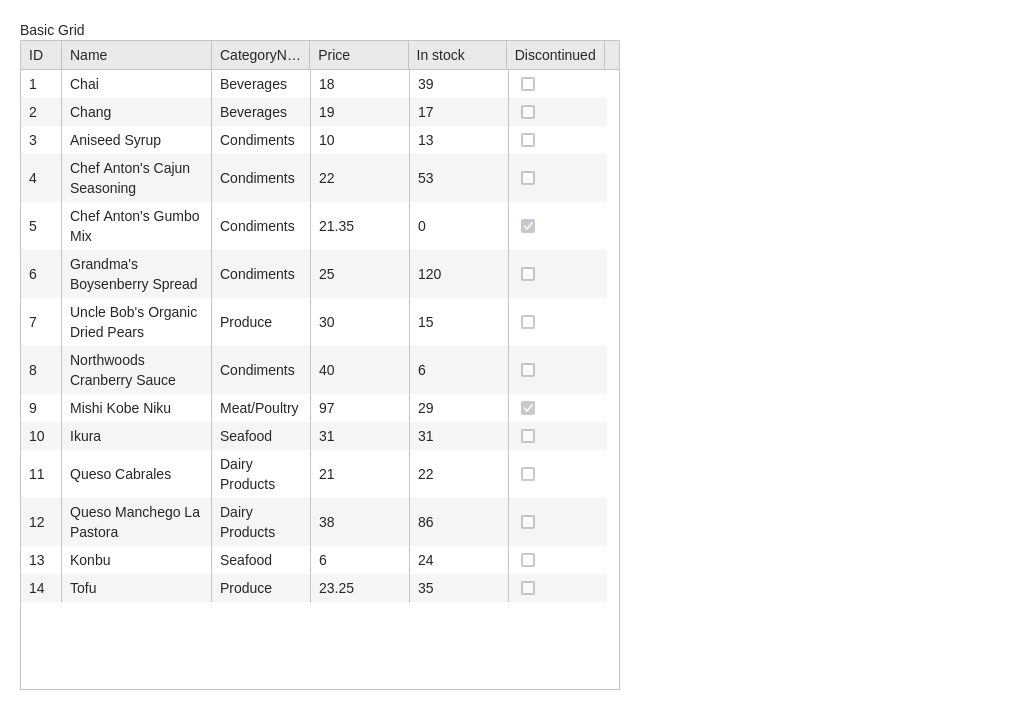 Basic Grid
ID Name CategoryN… Price In stock Discontinued
1 Chai Beverages 18 39
2 Chang Beverages 19 17
3 Aniseed Syrup Condiments 10 13
4 Chef Anton's Cajun Seasoning Condiments 22 53
5 Chef Anton's Gumbo Mix Condiments 21.35 0
6 Grandma's Boysenberry Spread Condiments 25 120
7 Uncle Bob's Organic Dried Pears Produce 30 15
8 Northwoods Cranberry Sauce Condiments 40 6
9 Mishi Kobe Niku Meat/Poultry 97 29
10 Ikura Seafood 31 31
11 Queso Cabrales Dairy Products 21 22
12 Queso Manchego La Pastora Dairy Products 38 86
13 Konbu Seafood 6 24
14 Tofu Produce 23.25 35